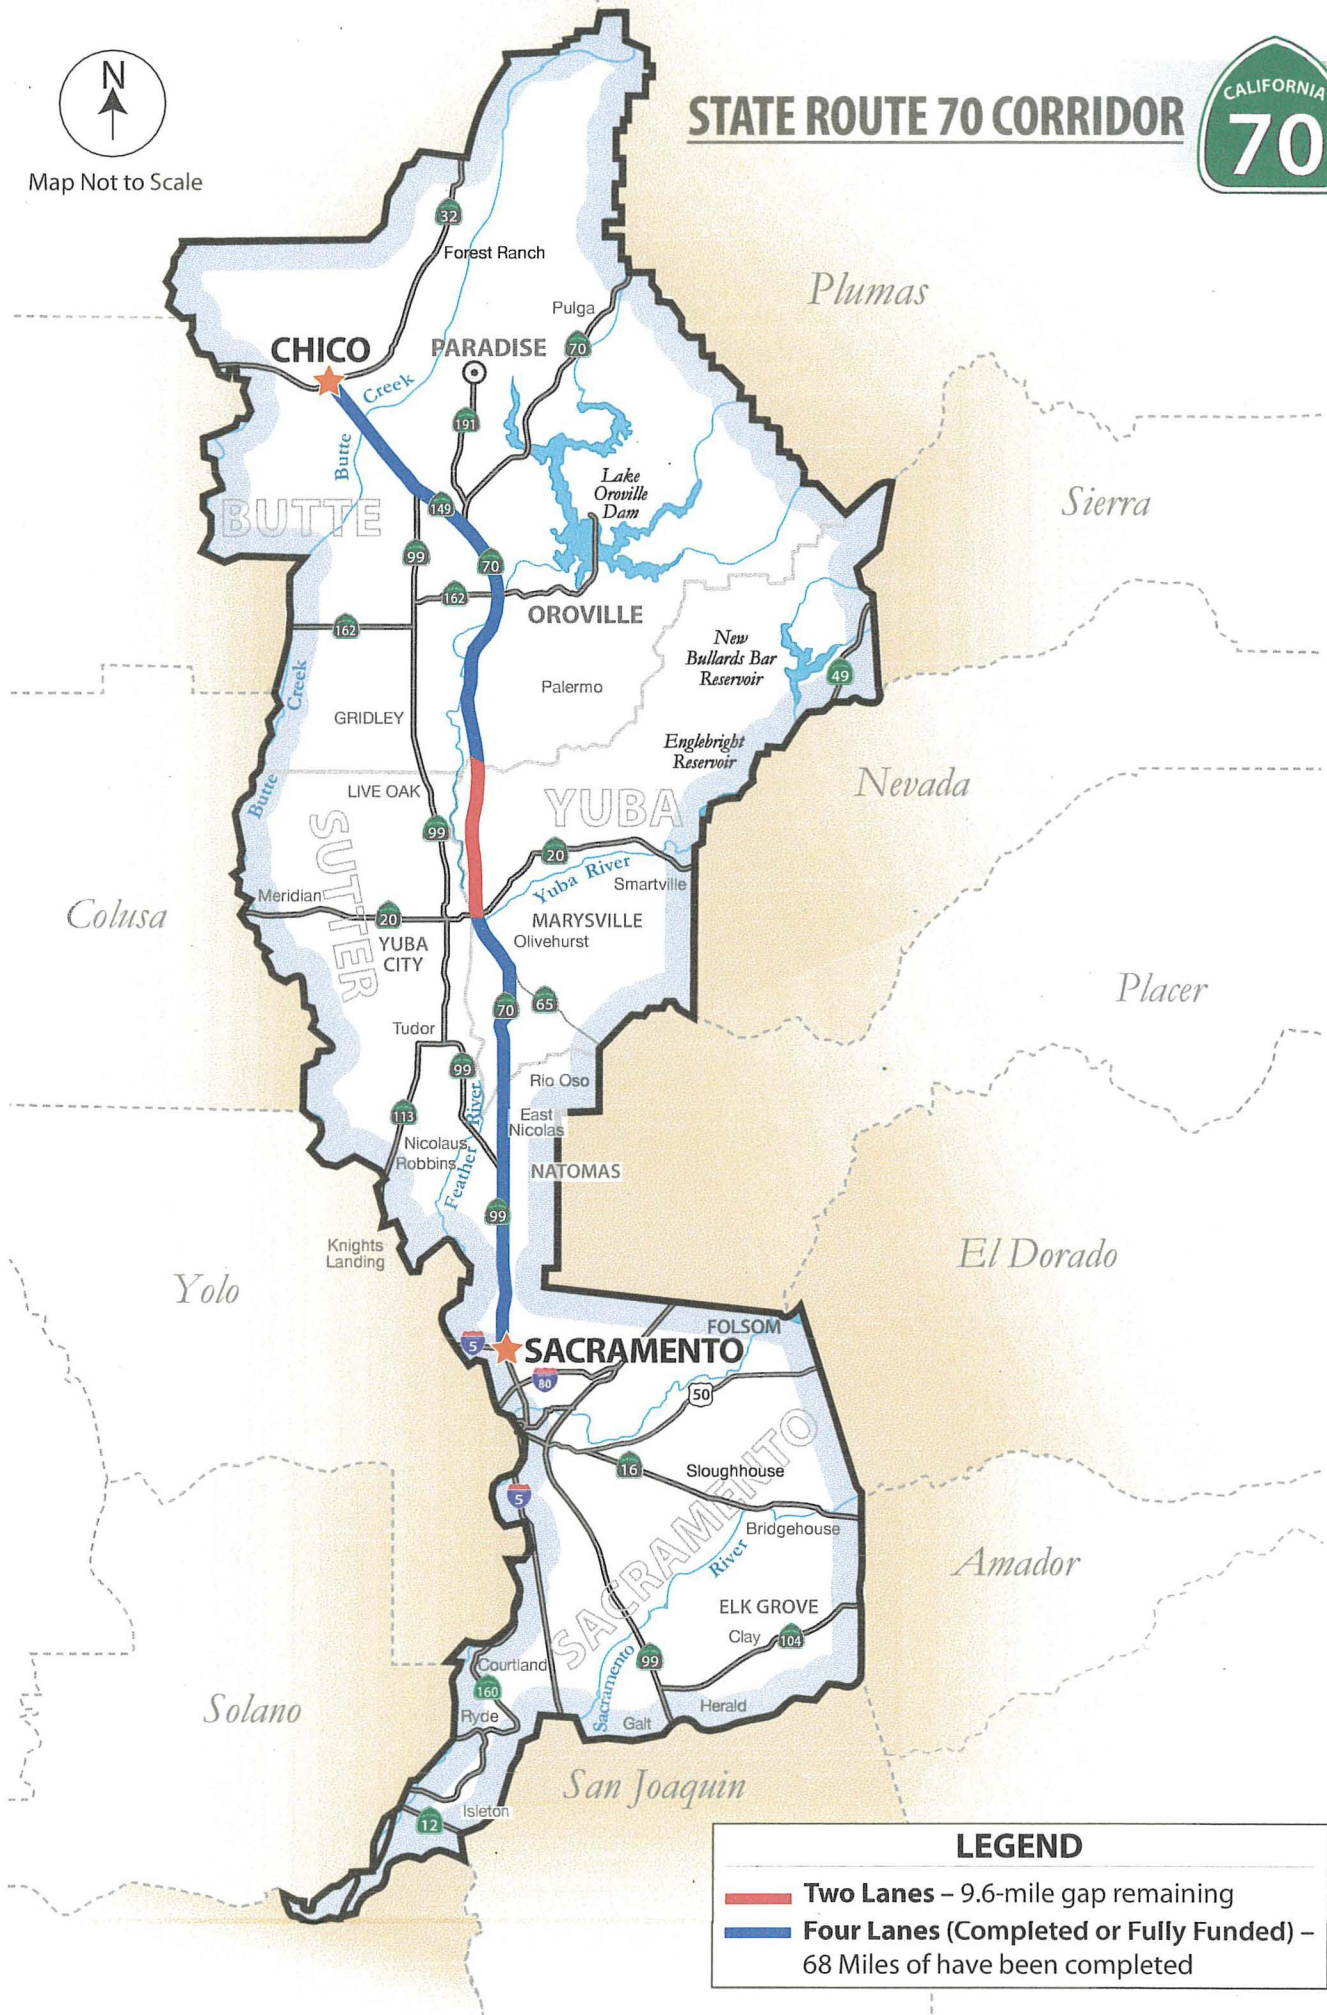 N
Map Not to Scale
STATE ROUTE 70 CORRIDOR
CALIFORNIA
70
32
Forest Ranch
Plumas
Pulga
CHICO
PARADISE
70
Creek
191
Butte
Lake
Oroville
Dam
Sierra
149
BUTTE
99
70
162
OROVILLE
162
New
Bullards Bar
Reservoir
49
Creek
Palermo
GRIDLEY
Englebright
Reservoir
Nevada
Butte
LIVE OAK
YUBA
99
SUTTER
20
Yuba River
Smartville
Meridian
Colusa
20
MARYSVILLE
YUBA
CITY
Olivehurst
Placer
70
65
Tudor
99
Rio Oso
River
113
East
Nicolas
Nicolaus
Robbins
Feather
NATOMAS
99
Knights
Landing
El Dorado
Yolo
FOLSOM
5
SACRAMENTO
80
50
16
Sloughhouse
5
SACRAMENTO
Bridgehouse
River
Amador
ELK GROVE
Clay
104
99
Courtland
Sacramento
160
Herald
Solano
Ryde
Galt
San Joaquin
Isleton
12
LEGEND
Two Lanes – 9.6-mile gap remaining
Four Lanes (Completed or Fully Funded) –
68 Miles of have been completed